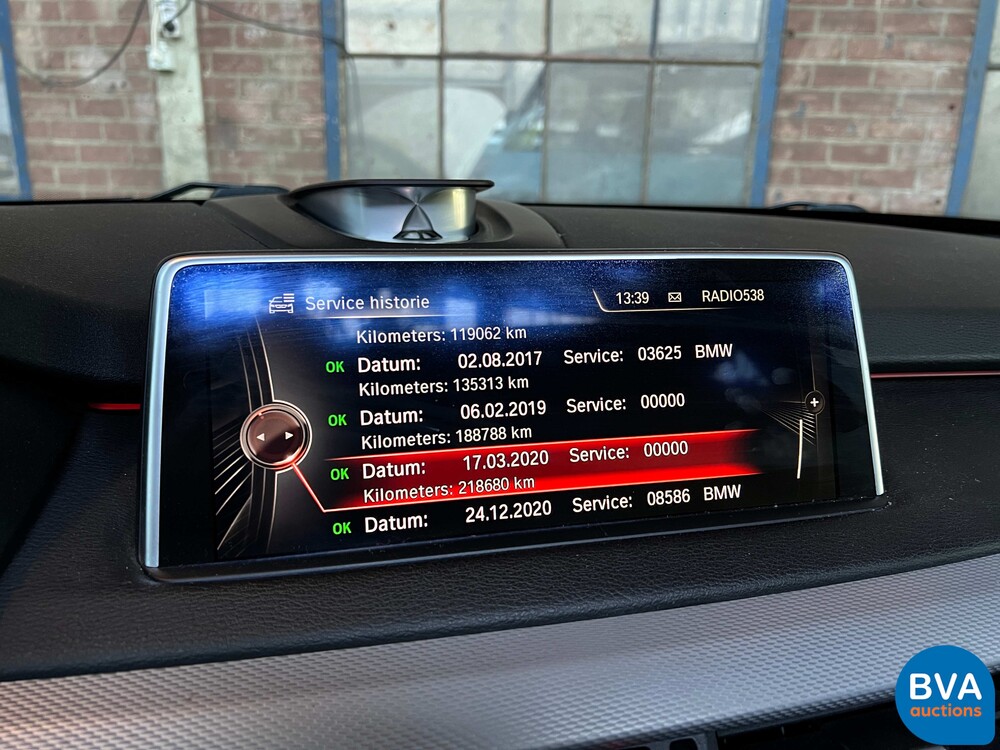 Service historie
13:39 RADIO538
Kilometers: 119062 km
OK Datum: 02.08.2017 Service: 03625 BMW
Kilometers: 135313 km
OK Datum: 06.02.2019 Service: 00000
Kilometers: 188788 km
OK Datum: 17.03.2020 Service: 00000
Kilometers: 218680 km
OK Datum: 24.12.2020 Service: 08586 BMW
BVA
auctions